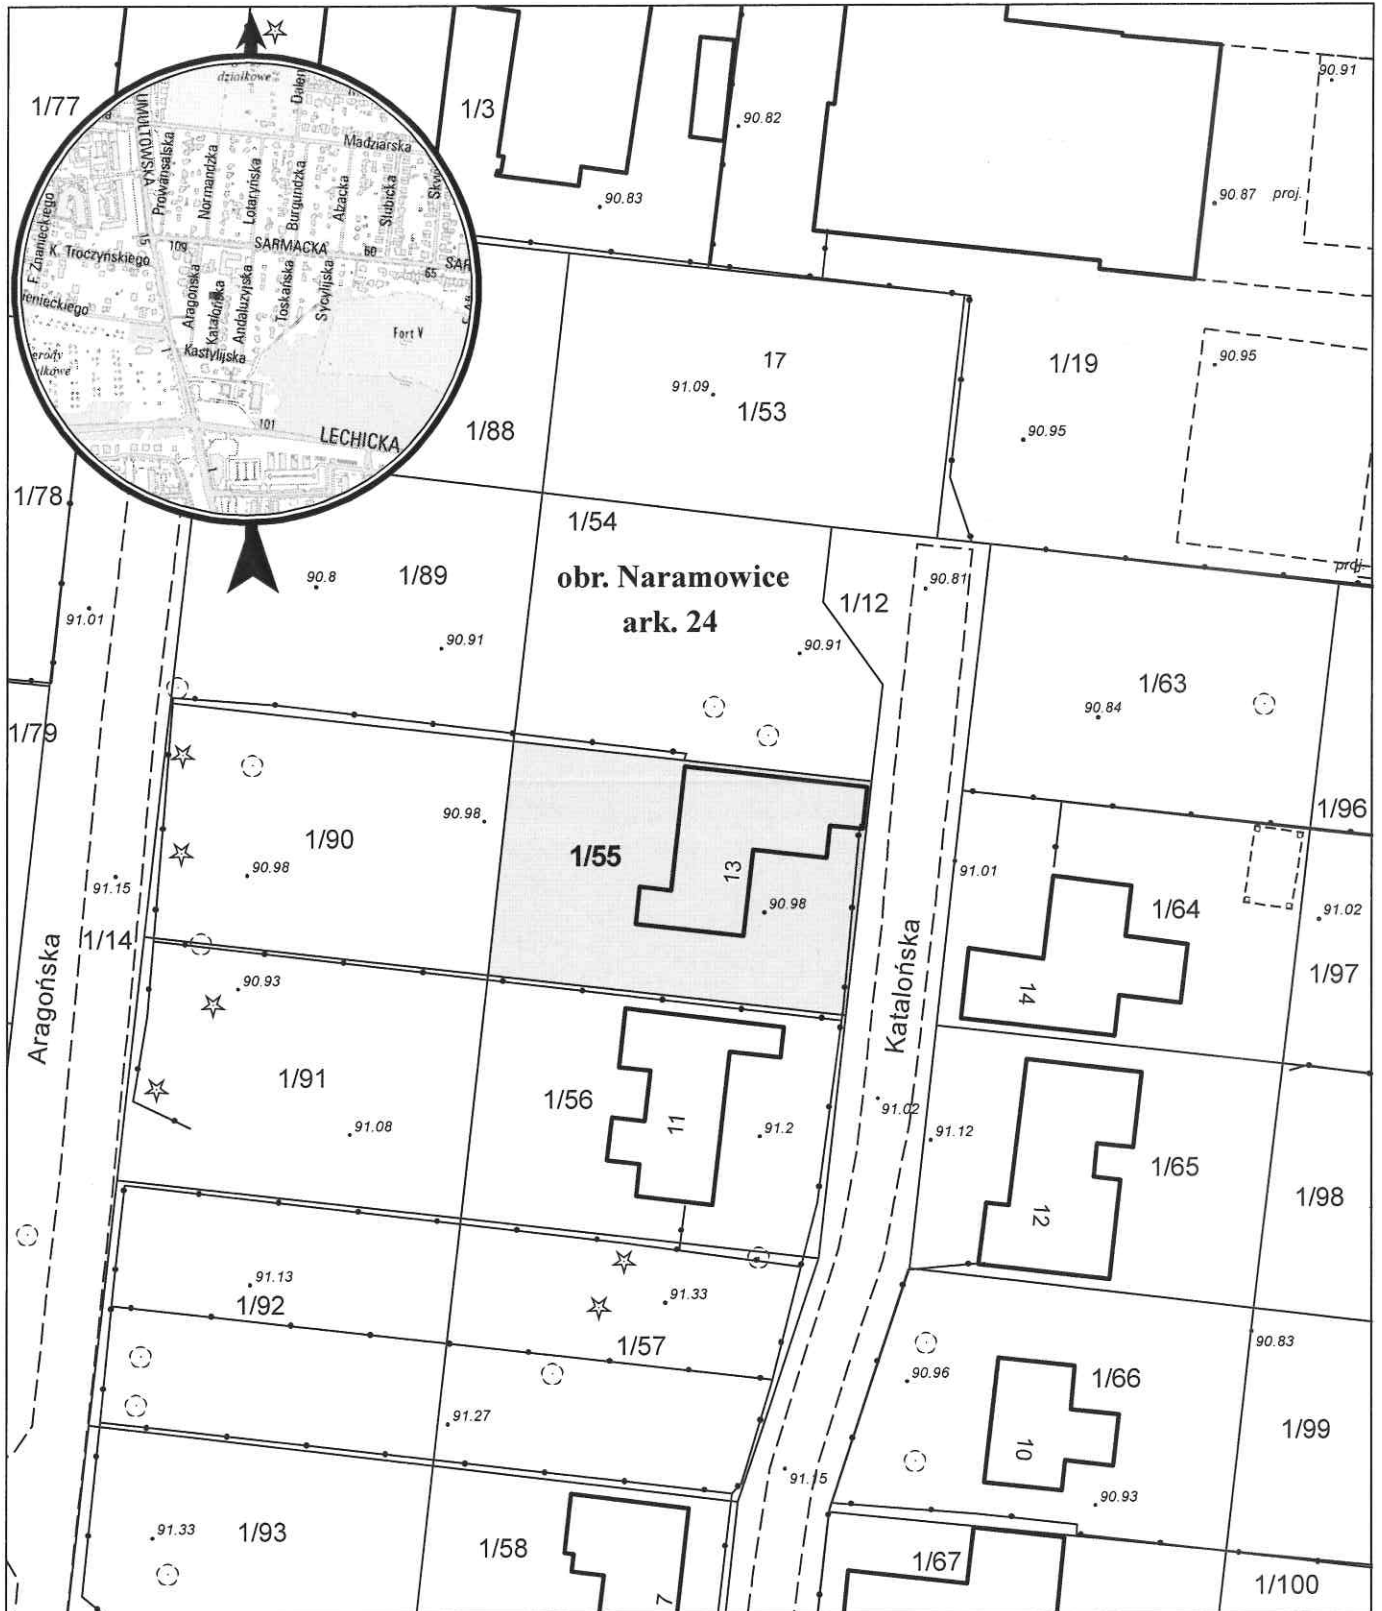 1/77
działkowe
Dalen
1/3
90.82
90.91
UMULTOWSKA
Prowansalska
Normandzka
Lotaryńska
Burgundzka
Alzacka
Słubicka
Madziarska
90.83
90.87
proj.
F. Znanieckiego
K. Troczyńskiego
15
109
SARMACKA
60
65
SAR
ienieckiego
Aragońska
Katalońska
Andaluzyjska
Toskańska
Sycylijska
Fort V
Kastylijska
17
91.09
1/53
1/19
90.95
90.95
101
LECHICKA
1/88
1/78
1/54
obr. Naramowice
ark. 24
90.8
1/89
90.81
1/12
proj.
91.01
90.91
90.91
1/63
90.84
1/79
1/90
90.98
90.98
1/55
13
90.98
1/96
91.01
1/64
91.02
91.15
1/14
1/97
Aragońska
90.93
Katalońska
14
1/91
91.08
1/56
11
91.2
91.02
91.12
1/65
12
1/98
91.13
1/92
91.33
1/57
90.83
90.96
1/66
10
1/99
91.27
91.15
90.93
91.33
1/93
1/58
7
1/67
1/100